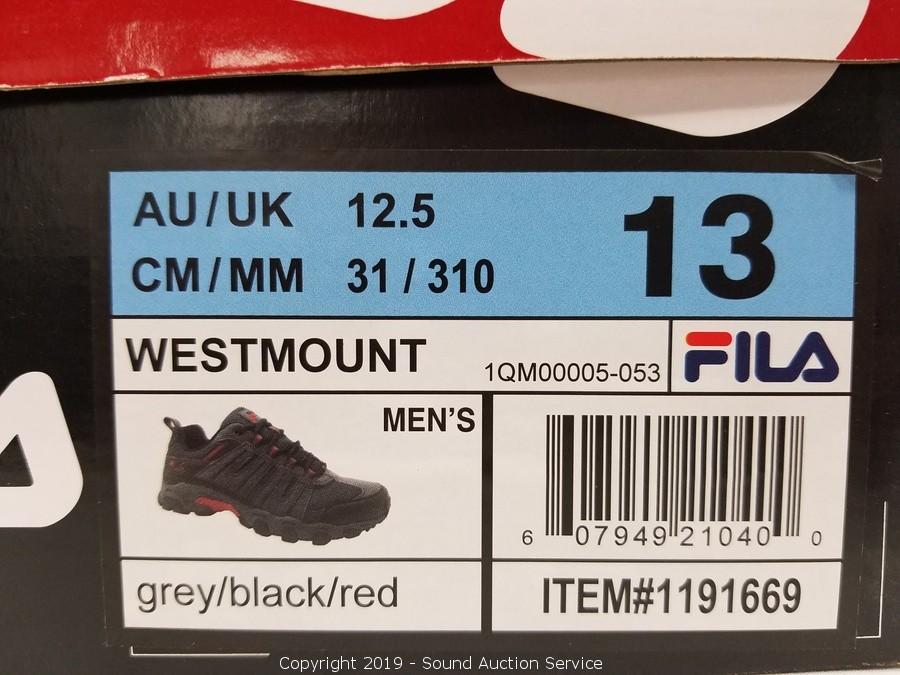 AU/UK 12.5
CM/MM 31 / 310
13
WESTMOUNT
1QM00005-053
FILA
MEN'S
6 07949 21040 0
grey/black/red
ITEM#1191669
Copyright 2019 - Sound Auction Service